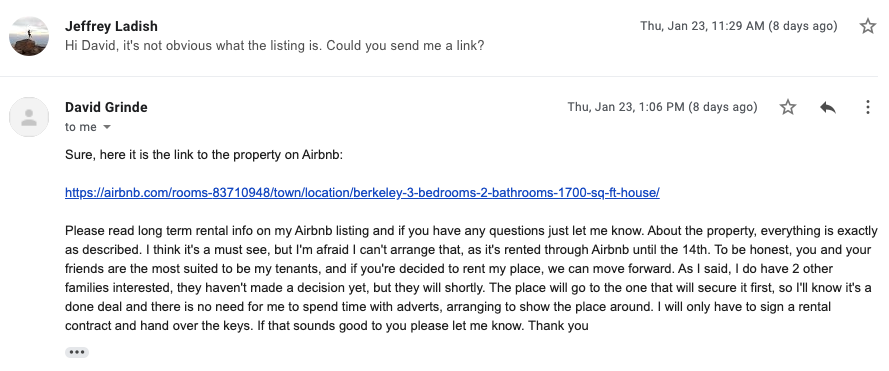 Jeffrey Ladish Thu, Jan 23, 11:29 AM (8 days ago)
Hi David, it's not obvious what the listing is. Could you send me a link?
David Grinde Thu, Jan 23, 1:06 PM (8 days ago)
to me
Sure, here it is the link to the property on Airbnb:
https://airbnb.com/rooms-83710948/town/location/berkeley-3-bedrooms-2-bathrooms-1700-sq-ft-house/
Please read long term rental info on my Airbnb listing and if you have any questions just let me know. About the property, everything is exactly
as described. I think it's a must see, but I'm afraid I can't arrange that, as it's rented through Airbnb until the 14th. To be honest, you and your
friends are the most suited to be my tenants, and if you're decided to rent my place, we can move forward. As I said, I do have 2 other
families interested, they haven't made a decision yet, but they will shortly. The place will go to the one that will secure it first, so I'll know it's a
done deal and there is no need for me to spend time with adverts, arranging to show the place around. I will only have to sign a rental
contract and hand over the keys. If that sounds good to you please let me know. Thank you